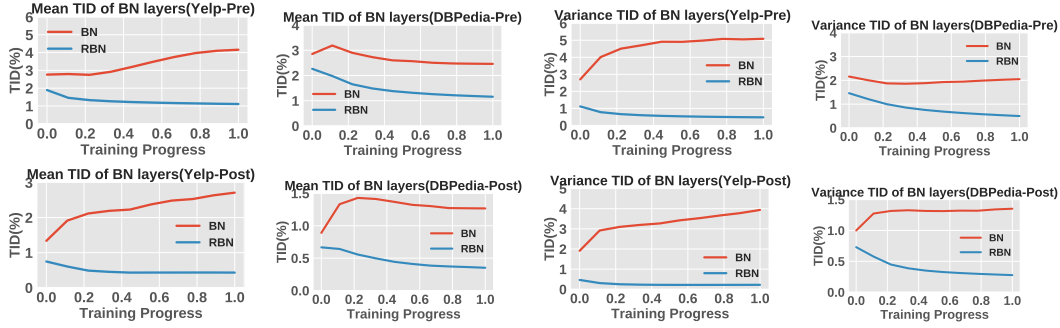 Mean TID of BN layers(Yelp-Pre)
6
5
4
3
2
1
0
TID(%)
BN
RBN
0.0 0.2 0.4 0.6 0.8 1.0
Training Progress
Mean TID of BN layers(DBPedia-Pre)
4
3
2
1
0
TID(%)
BN
RBN
0.0 0.2 0.4 0.6 0.8 1.0
Training Progress
Variance TID of BN layers(Yelp-Pre)
6
5
4
3
2
1
0
TID(%)
BN
RBN
0.0 0.2 0.4 0.6 0.8 1.0
Training Progress
Variance TID of BN layers(DBPedia-Pre)
4
3
2
1
0
TID(%)
BN
RBN
0.0 0.2 0.4 0.6 0.8 1.0
Training Progress
Mean TID of BN layers(Yelp-Post)
3
2
1
0
TID(%)
BN
RBN
0.0 0.2 0.4 0.6 0.8 1.0
Training Progress
Mean TID of BN layers(DBPedia-Post)
1.5
1.0
0.5
0.0
TID(%)
BN
RBN
0.0 0.2 0.4 0.6 0.8 1.0
Training Progress
Variance TID of BN layers(Yelp-Post)
5
4
3
2
1
0
TID(%)
BN
RBN
0.0 0.2 0.4 0.6 0.8 1.0
Training Progress
Variance TID of BN layers(DBPedia-Post)
1.5
1.0
0.5
0.0
TID(%)
BN
RBN
0.0 0.2 0.4 0.6 0.8 1.0
Training Progress